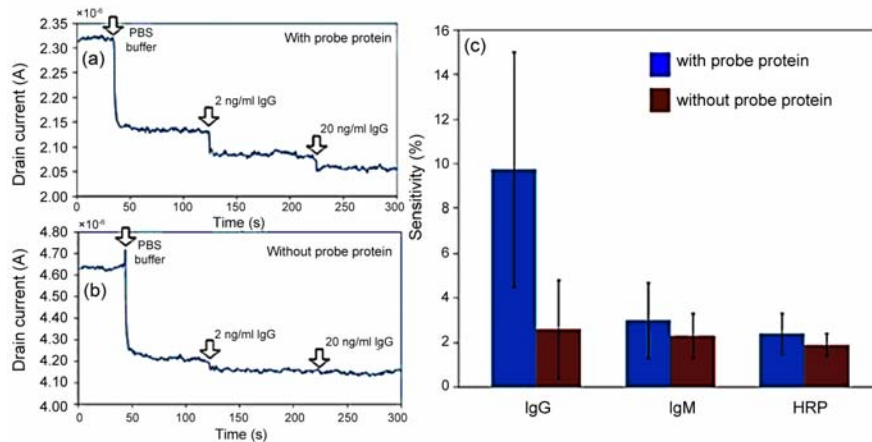 ×10⁻⁶
2.35
2.30
2.25
2.20
2.15
2.10
2.05
2.00
Drain current (A)
PBS
buffer
With probe protein
(a)
2 ng/ml IgG
20 ng/ml IgG
0
50
100
150
200
250
300
Time (s)
×10⁻⁶
4.80
4.70
4.60
4.50
4.40
4.30
4.20
4.10
4.00
Drain current (A)
PBS
buffer
Without probe protein
(b)
2 ng/ml IgG
20 ng/ml IgG
0
50
100
150
200
250
300
Time (s)
(c)
16
14
12
10
8
6
4
2
0
Sensitivity (%)
with probe protein
without probe protein
IgG
IgM
HRP